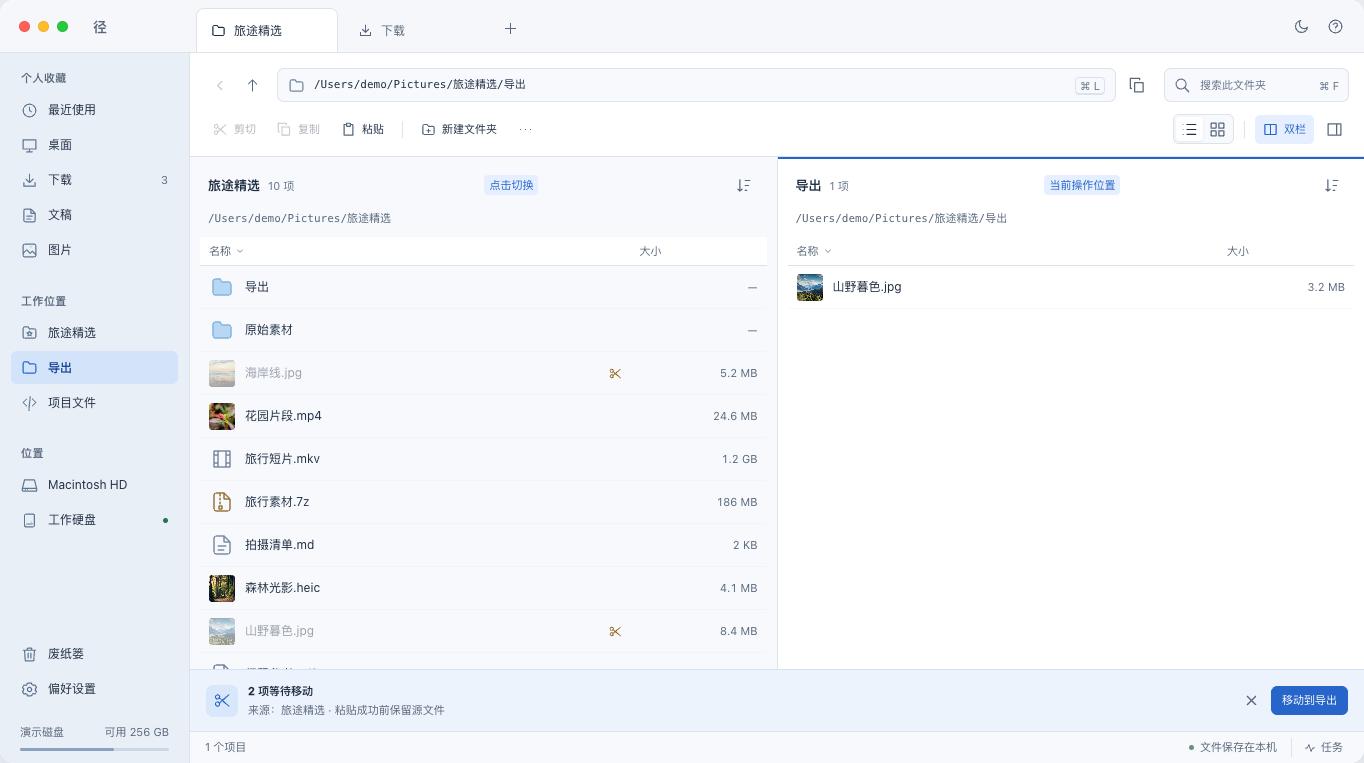 径
旅途精选
下载
/Users/demo/Pictures/旅途精选/导出
⌘ L
搜索此文件夹
⌘ F
剪切
复制
粘贴
新建文件夹
···
双栏
个人收藏
最近使用
桌面
下载
3
文稿
图片
工作位置
旅途精选
导出
项目文件
位置
Macintosh HD
工作硬盘
废纸篓
偏好设置
演示磁盘
可用 256 GB
旅途精选 10 项
点击切换
/Users/demo/Pictures/旅途精选
名称
大小
导出
—
原始素材
—
海岸线.jpg
5.2 MB
花园片段.mp4
24.6 MB
旅行短片.mkv
1.2 GB
旅行素材.7z
186 MB
拍摄清单.md
2 KB
森林光影.heic
4.1 MB
山野暮色.jpg
8.4 MB
导出 1 项
当前操作位置
/Users/demo/Pictures/旅途精选/导出
名称
大小
山野暮色.jpg
3.2 MB
2 项等待移动
来源：旅途精选 · 粘贴成功前保留源文件
移动到导出
1 个项目
文件保存在本机
任务